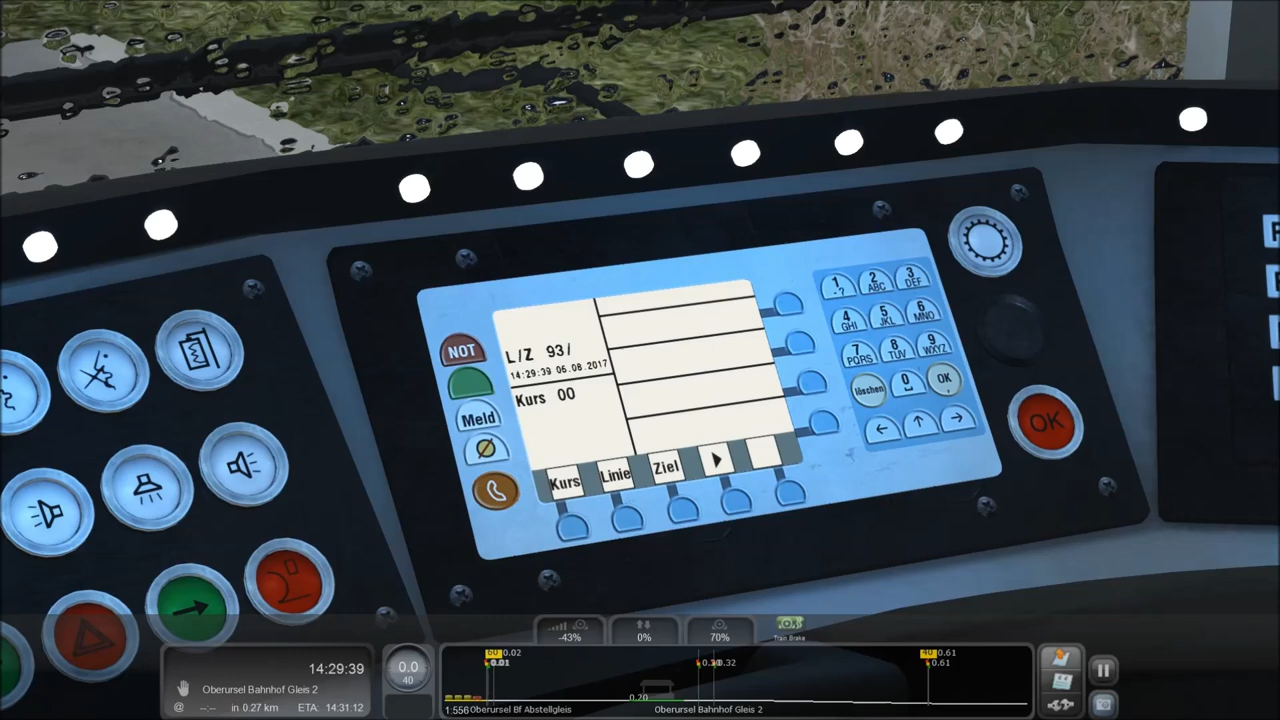 NOT
Meld
L/Z 93/
14:29:39 06.08.2017
Kurs 00
Kurs
Linie
Ziel
1 -?
2 ABC
3 DEF
4 GHI
5 JKL
6 MNO
7 PQRS
8 TUV
9 WXYZ
löschen
0
OK
OK
-43%
0%
70%
Train Brake
14:29:39
Oberursel Bahnhof Gleis 2
@ --:-- in 0.27 km ETA: 14:31:12
0.0
40
60 0.02
0.01
0.32
40 0.61
0.61
0.20
1:556 Oberursel Bf Abstellgleis
Oberursel Bahnhof Gleis 2